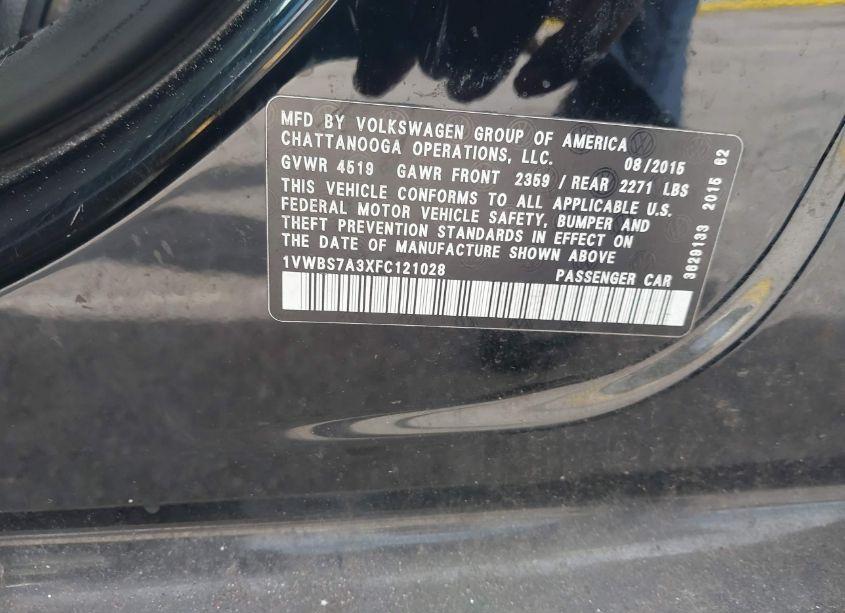 MFD BY VOLKSWAGEN GROUP OF AMERICA
CHATTANOOGA OPERATIONS, LLC. 08/2015
GVWR 4519 GAWR FRONT 2359 / REAR 2271 LBS
THIS VEHICLE CONFORMS TO ALL APPLICABLE U.S.
FEDERAL MOTOR VEHICLE SAFETY, BUMPER AND
THEFT PREVENTION STANDARDS IN EFFECT ON
THE DATE OF MANUFACTURE SHOWN ABOVE
1VWBS7A3XFC121028 PASSENGER CAR
3629133 2015 62